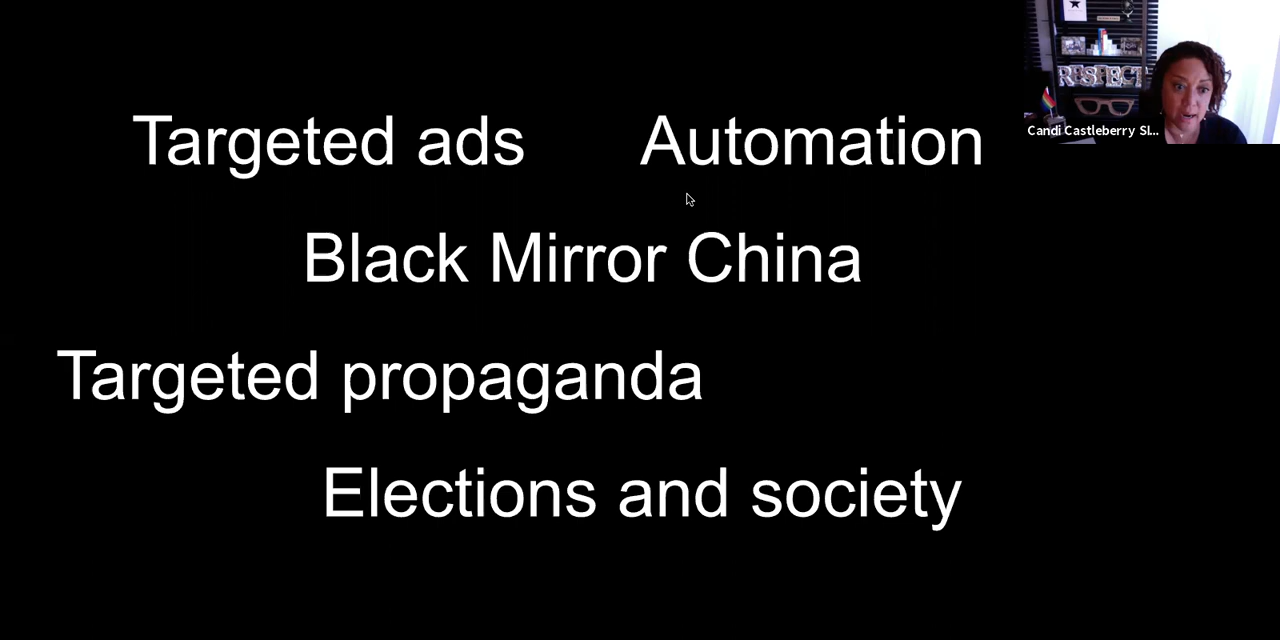 Targeted ads Automation
Black Mirror China
Targeted propaganda
Elections and society
RESPECT
Candi Castleberry Sl...